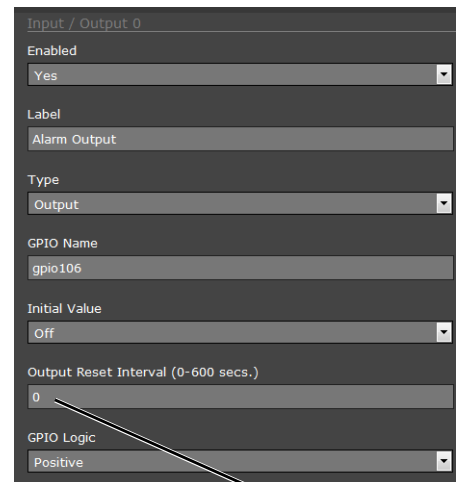 Input / Output 0
Enabled
Yes
Label
Alarm Output
Type
Output
GPIO Name
gpio106
Initial Value
Off
Output Reset Interval (0-600 secs.)
0
GPIO Logic
Positive